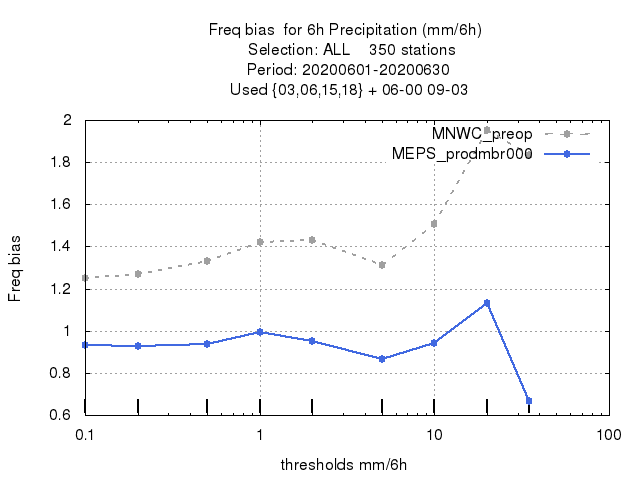 Freq bias  for 6h Precipitation (mm/6h)
Selection: ALL    350 stations
Period: 20200601-20200630
Used {03,06,15,18} + 06-00 09-03
MNWC_preop
MEPS_prodmbr000
Freq bias
2
1.8
1.6
1.4
1.2
1
0.8
0.6
0.1
1
10
100
thresholds mm/6h